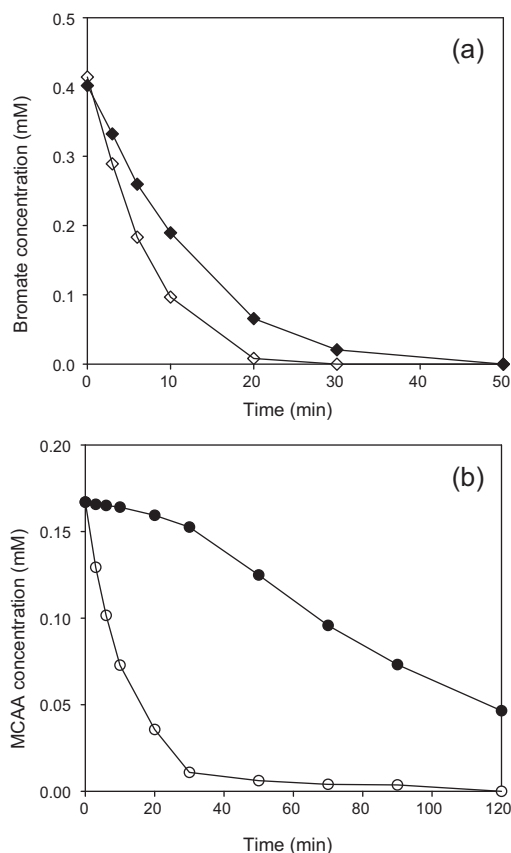 (a)
0.5
0.4
0.3
0.2
0.1
0.0
Bromate concentration (mM)
0 10 20 30 40 50
Time (min)
(b)
0.20
0.15
0.10
0.05
0.00
MCAA concentration (mM)
0 20 40 60 80 100 120
Time (min)